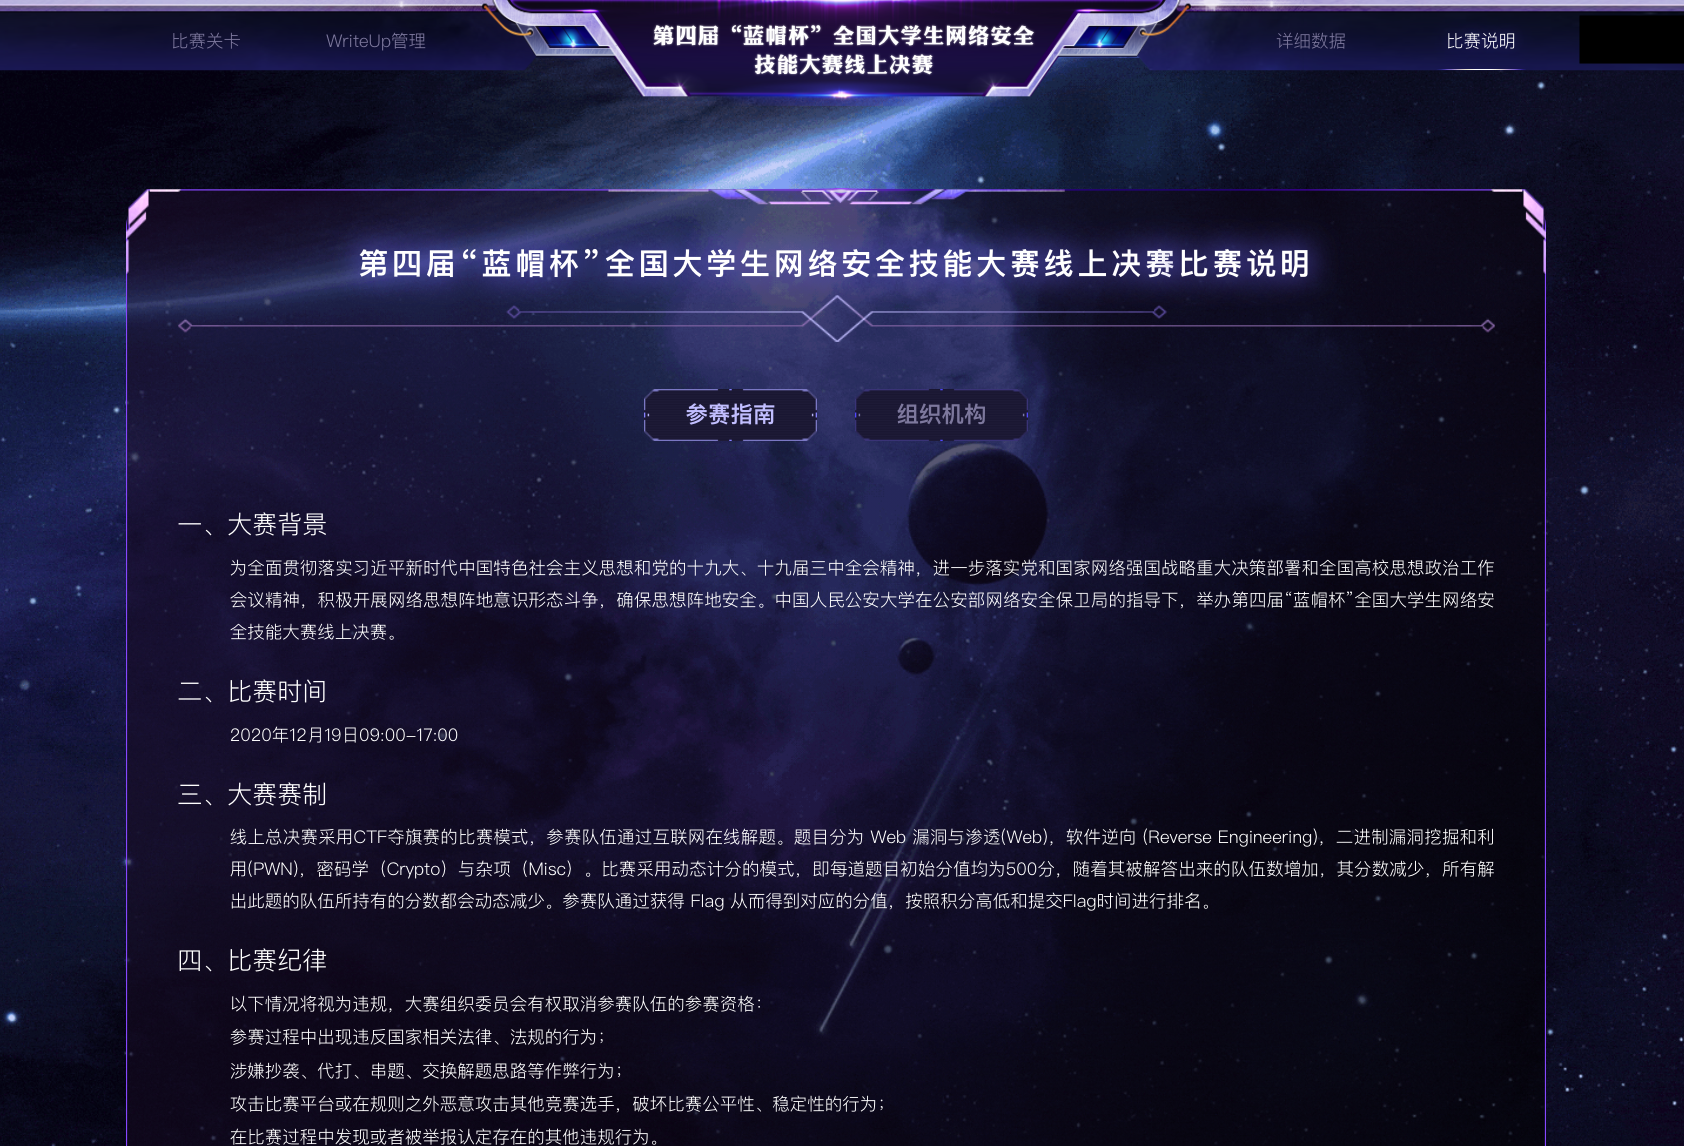 比赛关卡
WriteUp管理
第四届“蓝帽杯”全国大学生网络安全
技能大赛线上决赛
详细数据
比赛说明
第四届“蓝帽杯”全国大学生网络安全技能大赛线上决赛比赛说明
参赛指南
组织机构
一、大赛背景
为全面贯彻落实习近平新时代中国特色社会主义思想和党的十九大、十九届三中全会精神，进一步落实党和国家网络强国战略重大决策部署和全国高校思想政治工作
会议精神，积极开展网络思想阵地意识形态斗争，确保思想阵地安全。中国人民公安大学在公安部网络安全保卫局的指导下，举办第四届“蓝帽杯”全国大学生网络安
全技能大赛线上决赛。
二、比赛时间
2020年12月19日09:00-17:00
三、大赛赛制
线上总决赛采用CTF夺旗赛的比赛模式，参赛队伍通过互联网在线解题。题目分为 Web 漏洞与渗透(Web)，软件逆向 (Reverse Engineering)，二进制漏洞挖掘和利
用(PWN)，密码学（Crypto）与杂项（Misc）。比赛采用动态计分的模式，即每道题目初始分值均为500分，随着其被解答出来的队伍数增加，其分数减少，所有解
出此题的队伍所持有的分数都会动态减少。参赛队通过获得 Flag 从而得到对应的分值，按照积分高低和提交Flag时间进行排名。
四、比赛纪律
以下情况将视为违规，大赛组织委员会有权取消参赛队伍的参赛资格：
参赛过程中出现违反国家相关法律、法规的行为；
涉嫌抄袭、代打、串题、交换解题思路等作弊行为；
攻击比赛平台或在规则之外恶意攻击其他竞赛选手，破坏比赛公平性、稳定性的行为；
在比赛过程中发现或者被举报认定存在的其他违规行为。